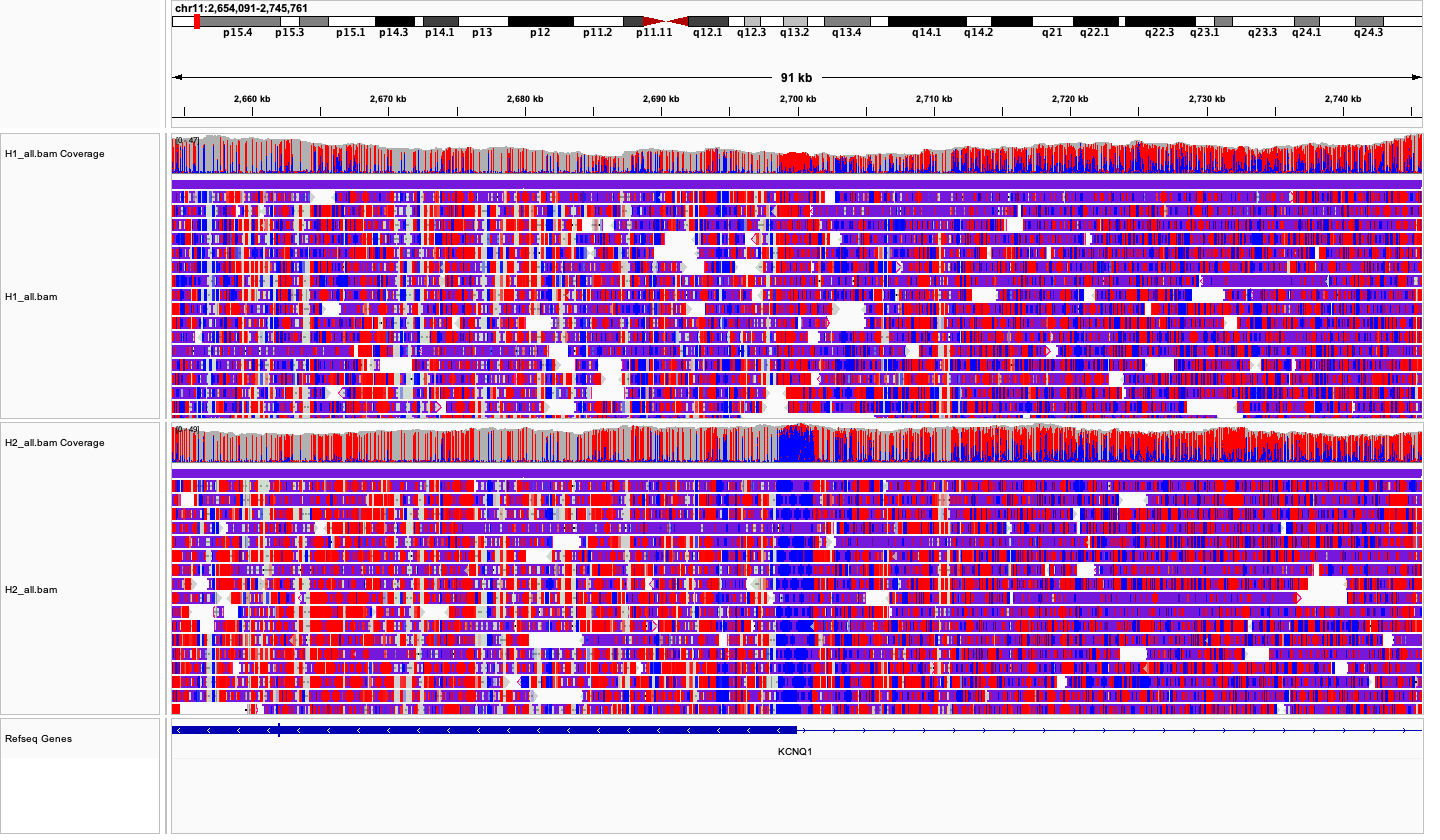 chr11:2,654,091-2,745,761
p15.4 p15.3 p15.1 p14.3 p14.1 p13 p12 p11.2 p11.11 q12.1 q12.3 q13.2 q13.4 q14.1 q14.2 q21 q22.1 q22.3 q23.1 q23.3 q24.1 q24.3
91 kb
2,660 kb 2,670 kb 2,680 kb 2,690 kb 2,700 kb 2,710 kb 2,720 kb 2,730 kb 2,740 kb
[0 - 47]
H1_all.bam Coverage
H1_all.bam
[0 - 49]
H2_all.bam Coverage
H2_all.bam
Refseq Genes
KCNQ1